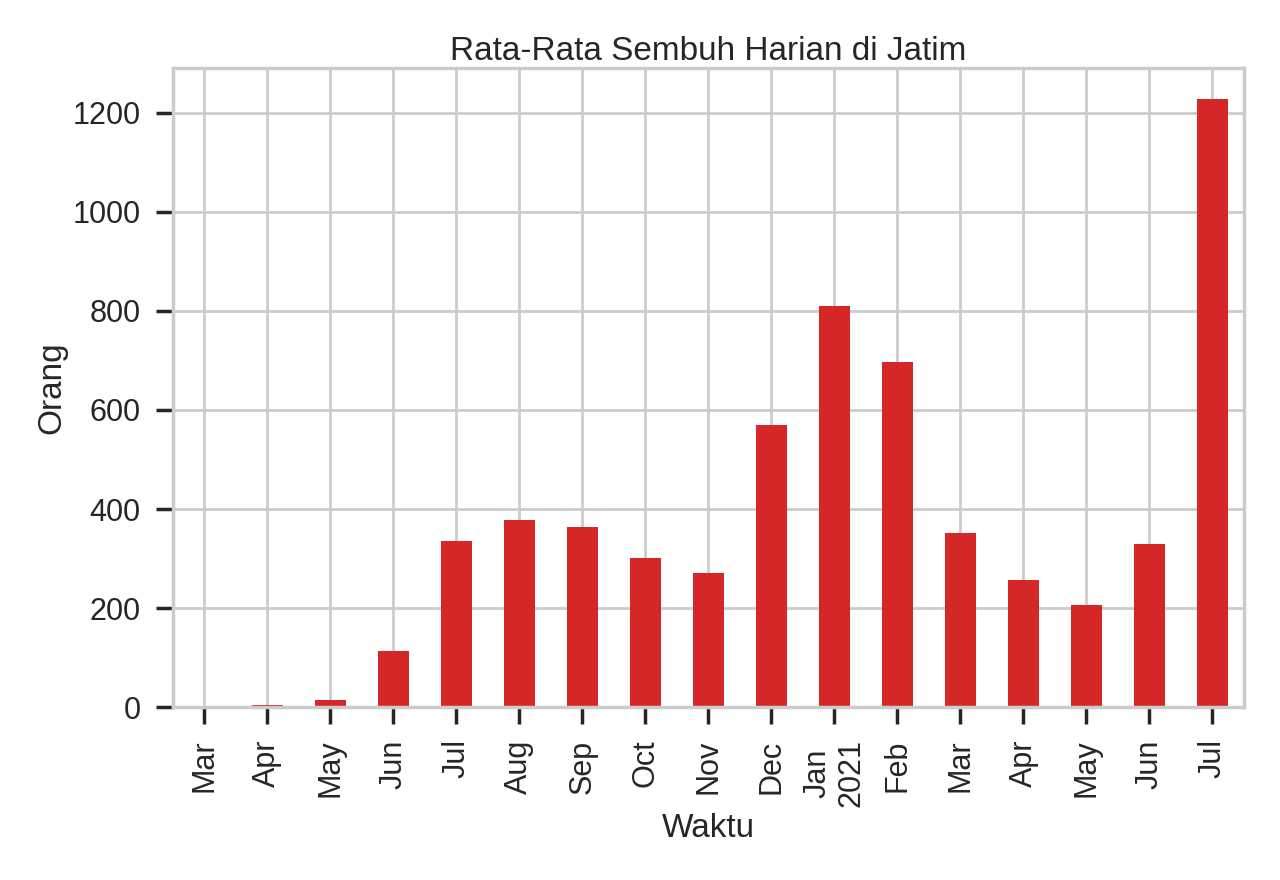 Rata-Rata Sembuh Harian di Jatim
1200
1000
800
600
400
200
0
Orang
Mar
Apr
May
Jun
Jul
Aug
Sep
Oct
Nov
Dec
Jan
2021
Feb
Mar
Apr
May
Jun
Jul
Waktu